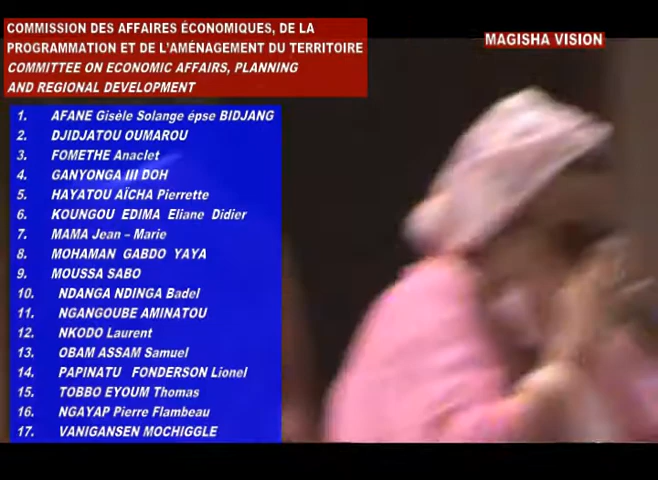 COMMISSION DES AFFAIRES ÉCONOMIQUES, DE LA
PROGRAMMATION ET DE L'AMÉNAGEMENT DU TERRITOIRE
COMMITTEE ON ECONOMIC AFFAIRS, PLANNING
AND REGIONAL DEVELOPMENT
MAGISHA VISION
1. AFANE Gisèle Solange épse BIDJANG
2. DJIDJATOU OUMAROU
3. FOMETHE Anaclet
4. GANYONGA III DOH
5. HAYATOU AÏCHA Pierrette
6. KOUNGOU EDIMA Eliane Didier
7. MAMA Jean – Marie
8. MOHAMAN GABDO YAYA
9. MOUSSA SABO
10. NDANGA NDINGA Badel
11. NGANGOUBE AMINATOU
12. NKODO Laurent
13. OBAM ASSAM Samuel
14. PAPINATU FONDERSON Lionel
15. TOBBO EYOUM Thomas
16. NGAYAP Pierre Flambeau
17. VANIGANSEN MOCHIGGLE